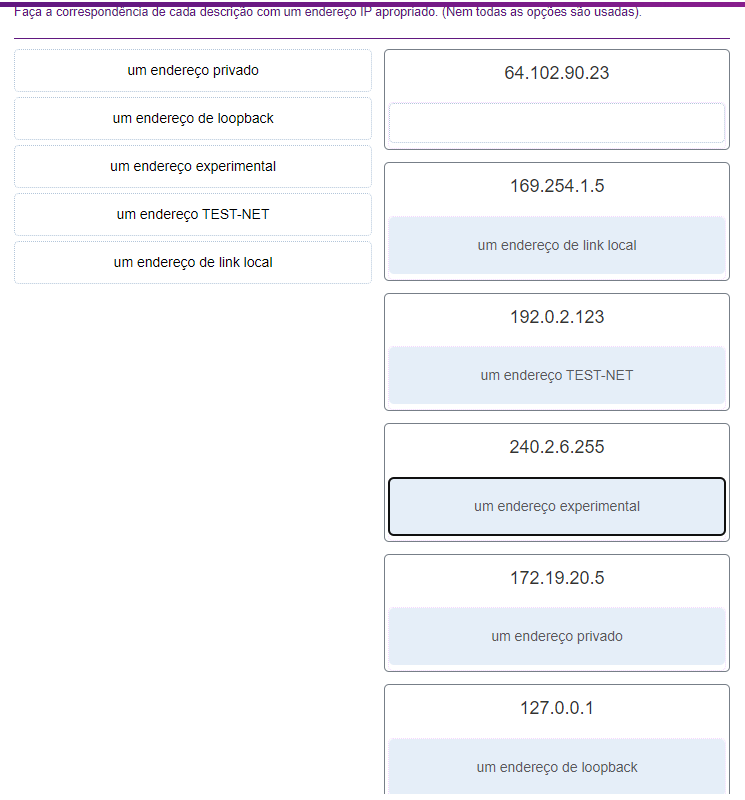 Faça a correspondência de cada descrição com um endereço IP apropriado. (Nem todas as opções são usadas).
um endereço privado
um endereço de loopback
um endereço experimental
um endereço TEST-NET
um endereço de link local
64.102.90.23
169.254.1.5
um endereço de link local
192.0.2.123
um endereço TEST-NET
240.2.6.255
um endereço experimental
172.19.20.5
um endereço privado
127.0.0.1
um endereço de loopback